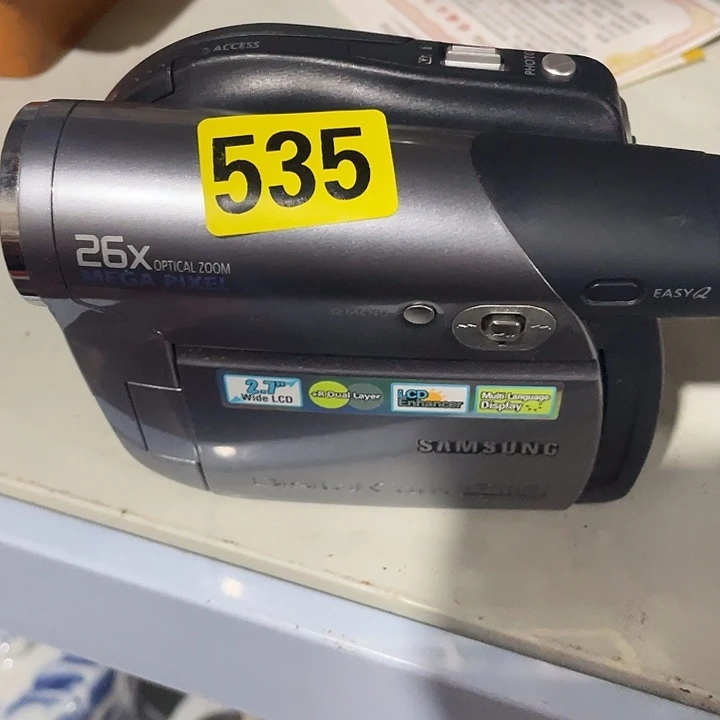 ACCESS
PHOTO
535
26x OPTICAL ZOOM
MEGA PIXEL
MENU
EASY Q
2.7" Wide LCD
+R Dual Layer
LCD Enhancer
Multi Language Display
SAMSUNG